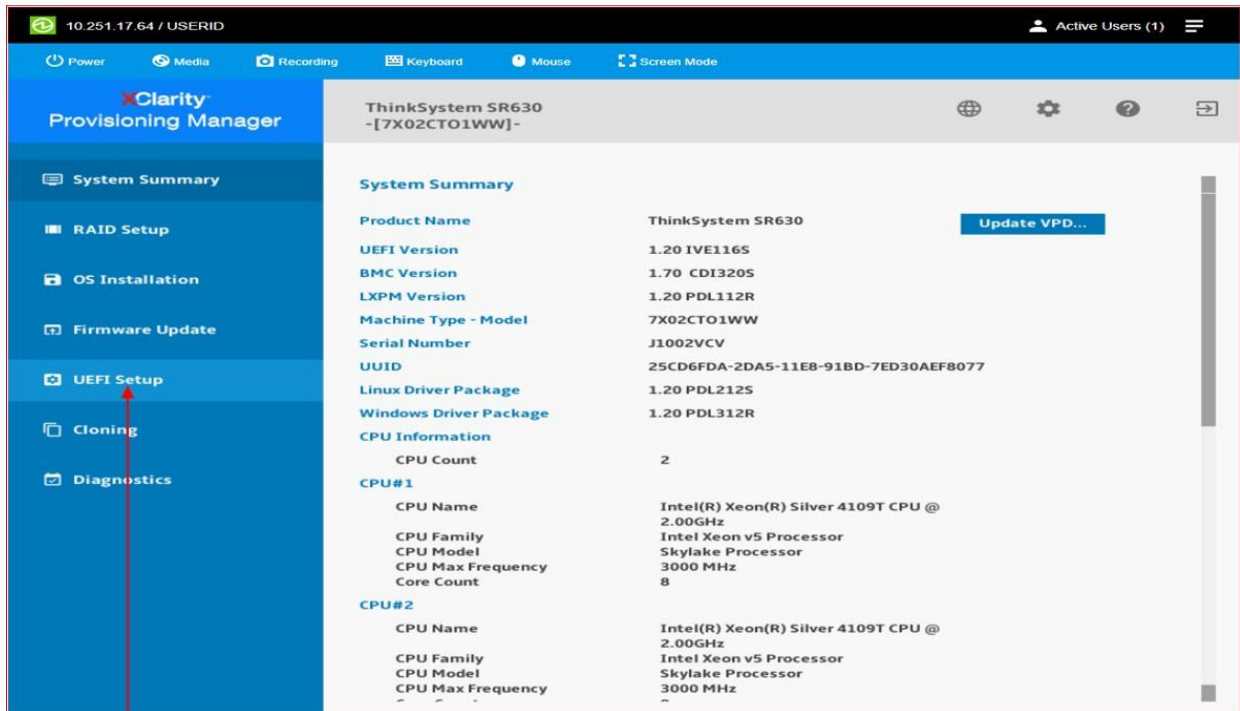 10.251.17.64 / USERID
Active Users (1)
Power Media Recording Keyboard Mouse Screen Mode
XClarity
Provisioning Manager
ThinkSystem SR630
-[7X02CTO1WW]-
System Summary
RAID Setup
OS Installation
Firmware Update
UEFI Setup
Cloning
Diagnostics
System Summary
Product Name ThinkSystem SR630 Update VPD...
UEFI Version 1.20 IVE116S
BMC Version 1.70 CDI320S
LXPM Version 1.20 PDL112R
Machine Type - Model 7X02CTO1WW
Serial Number J1002VCV
UUID 25CD6FDA-2DA5-11E8-91BD-7ED30AEF8077
Linux Driver Package 1.20 PDL212S
Windows Driver Package 1.20 PDL312R
CPU Information
CPU Count 2
CPU#1
CPU Name Intel(R) Xeon(R) Silver 4109T CPU @
2.00GHz
CPU Family Intel Xeon v5 Processor
CPU Model Skylake Processor
CPU Max Frequency 3000 MHz
Core Count 8
CPU#2
CPU Name Intel(R) Xeon(R) Silver 4109T CPU @
2.00GHz
CPU Family Intel Xeon v5 Processor
CPU Model Skylake Processor
CPU Max Frequency 3000 MHz